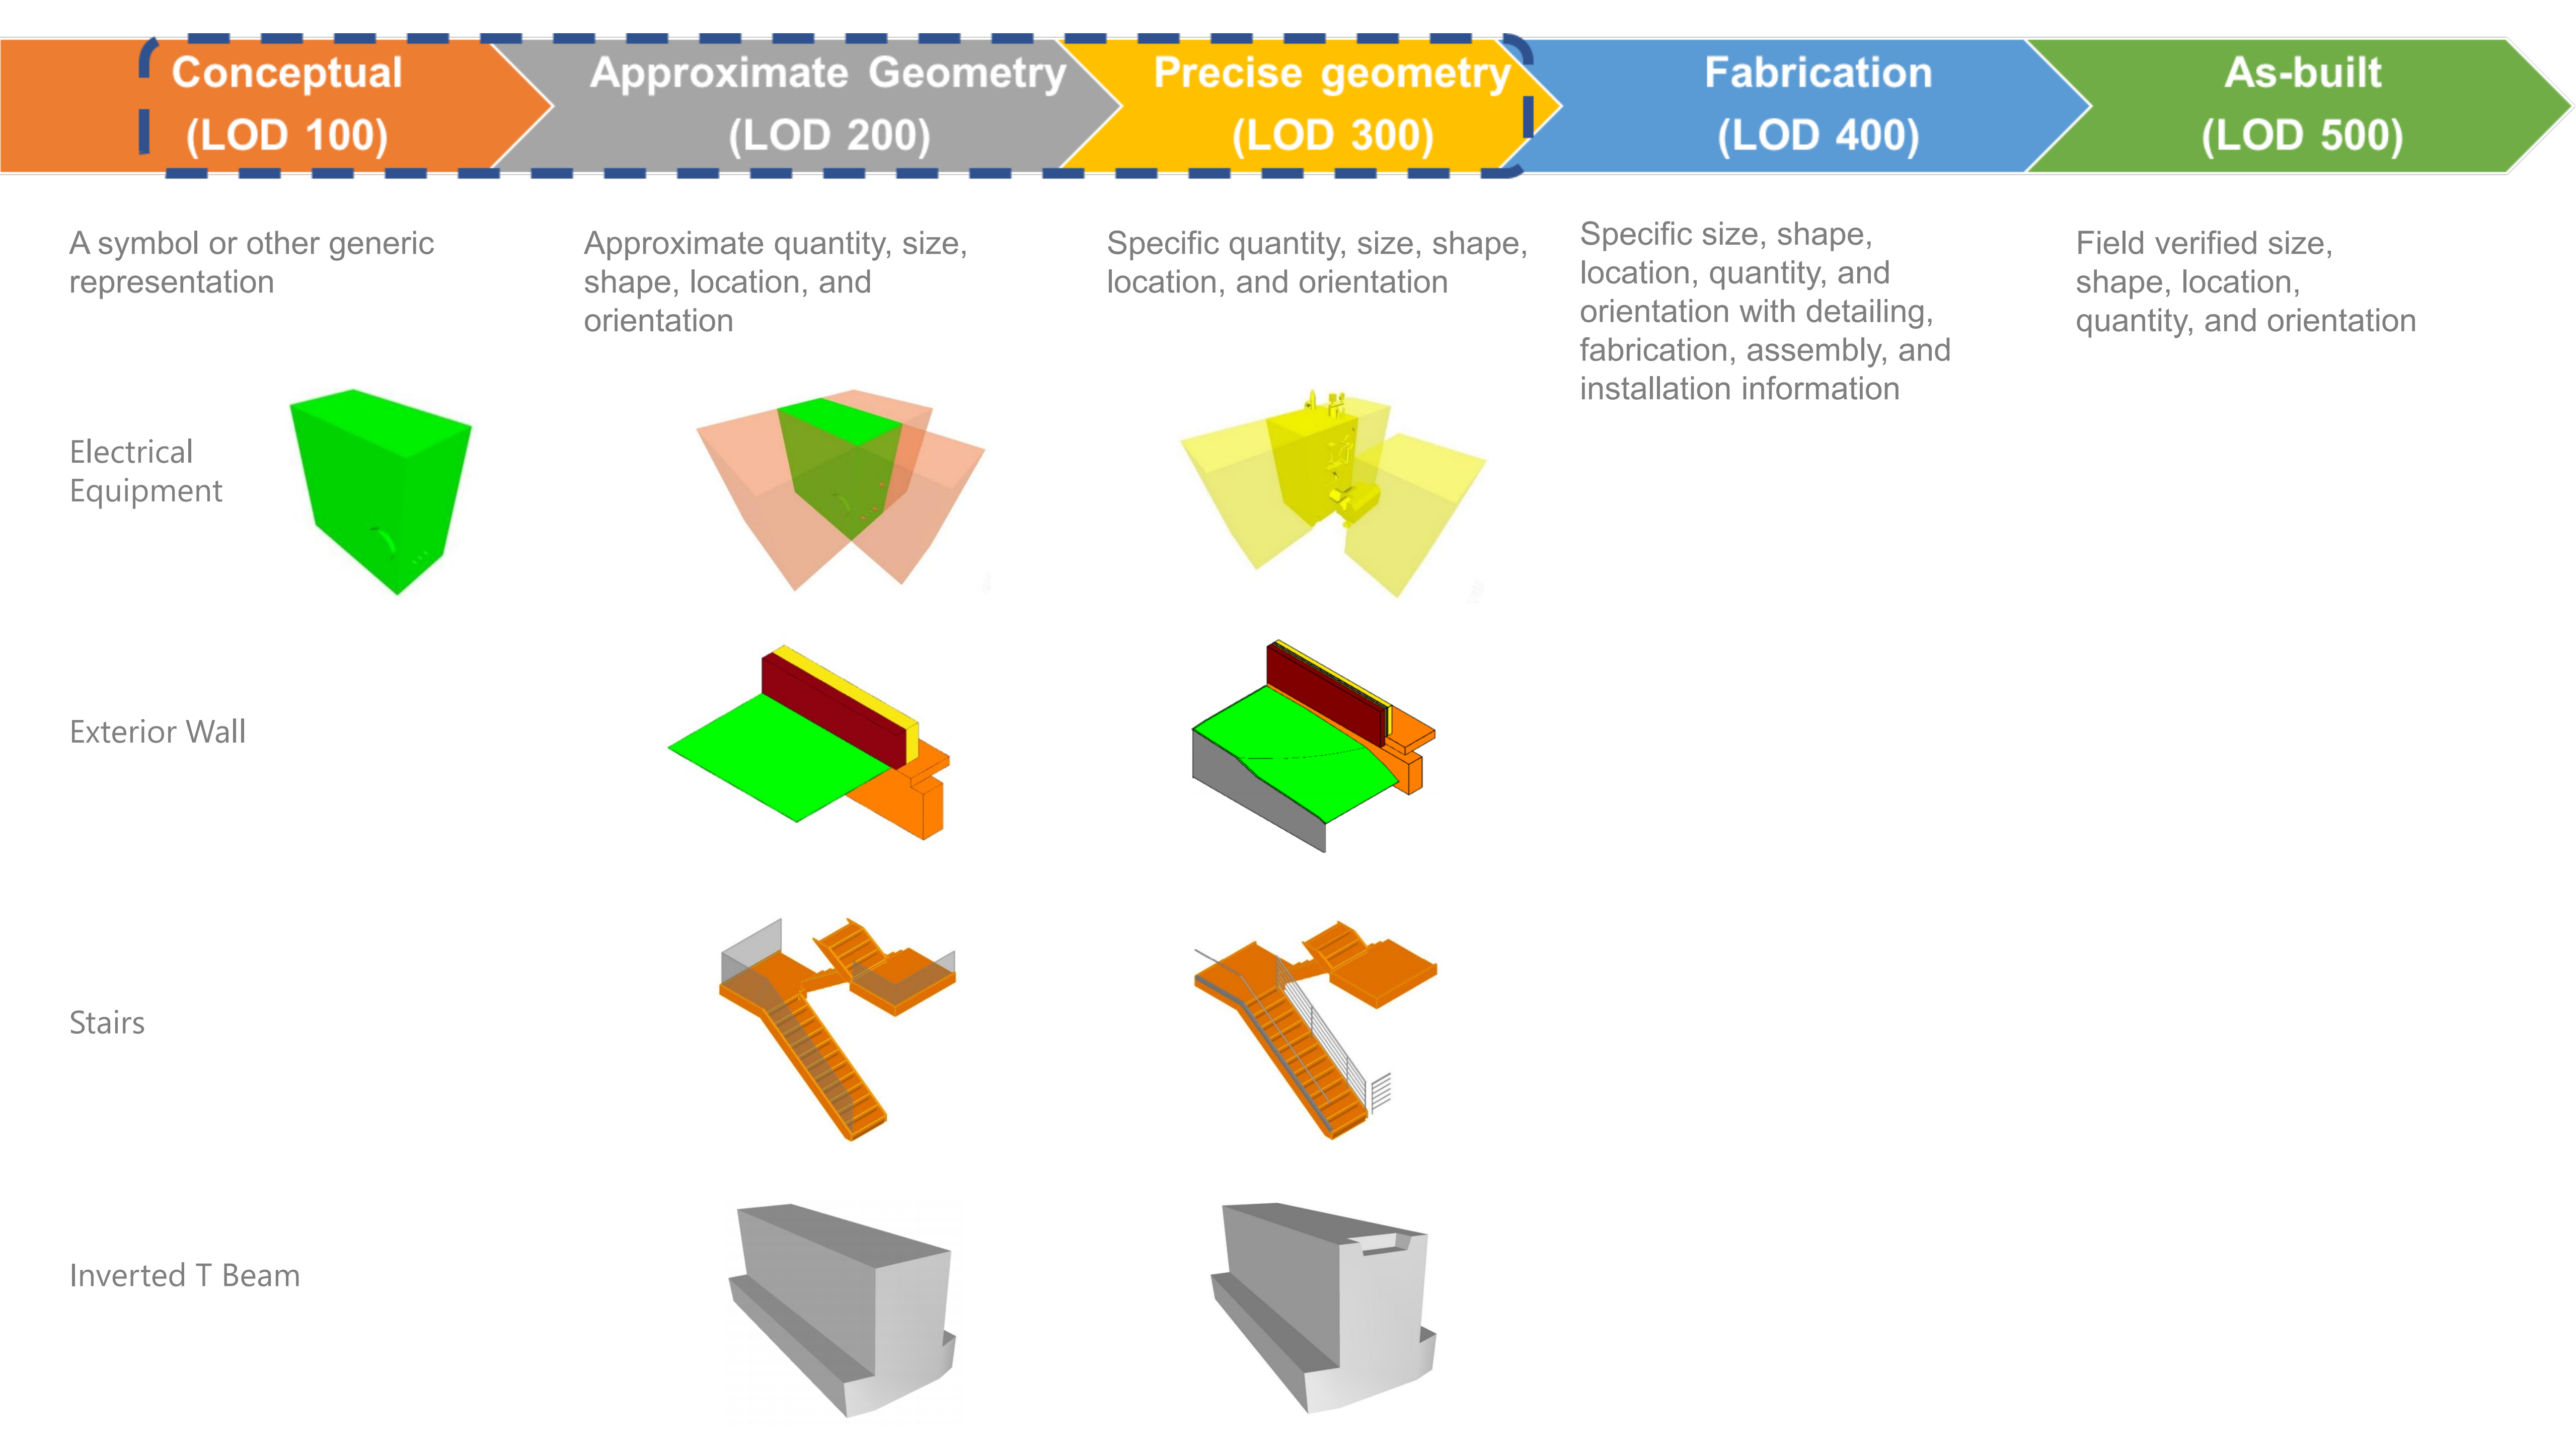 Conceptual
(LOD 100)
Approximate Geometry
(LOD 200)
Precise geometry
(LOD 300)
Fabrication
(LOD 400)
As-built
(LOD 500)
A symbol or other generic
representation
Approximate quantity, size,
shape, location, and
orientation
Specific quantity, size, shape,
location, and orientation
Specific size, shape,
location, quantity, and
orientation with detailing,
fabrication, assembly, and
installation information
Field verified size,
shape, location,
quantity, and orientation
Electrical
Equipment
Exterior Wall
Stairs
Inverted T Beam